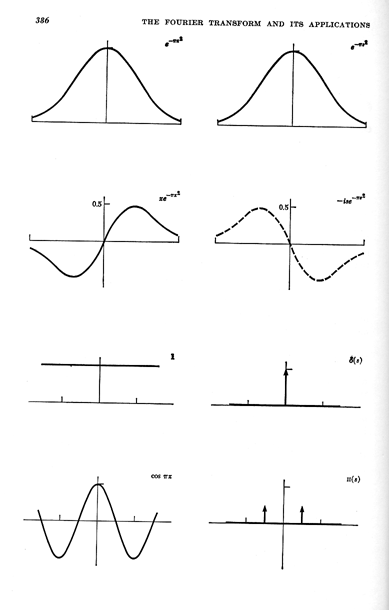 386 THE FOURIER TRANSFORM AND ITS APPLICATIONS
e^{-πx²} e^{-πs²}
xe^{-πx²} -ise^{-πs²}
0.5 0.5
1 δ(s)
cos πx II(s)